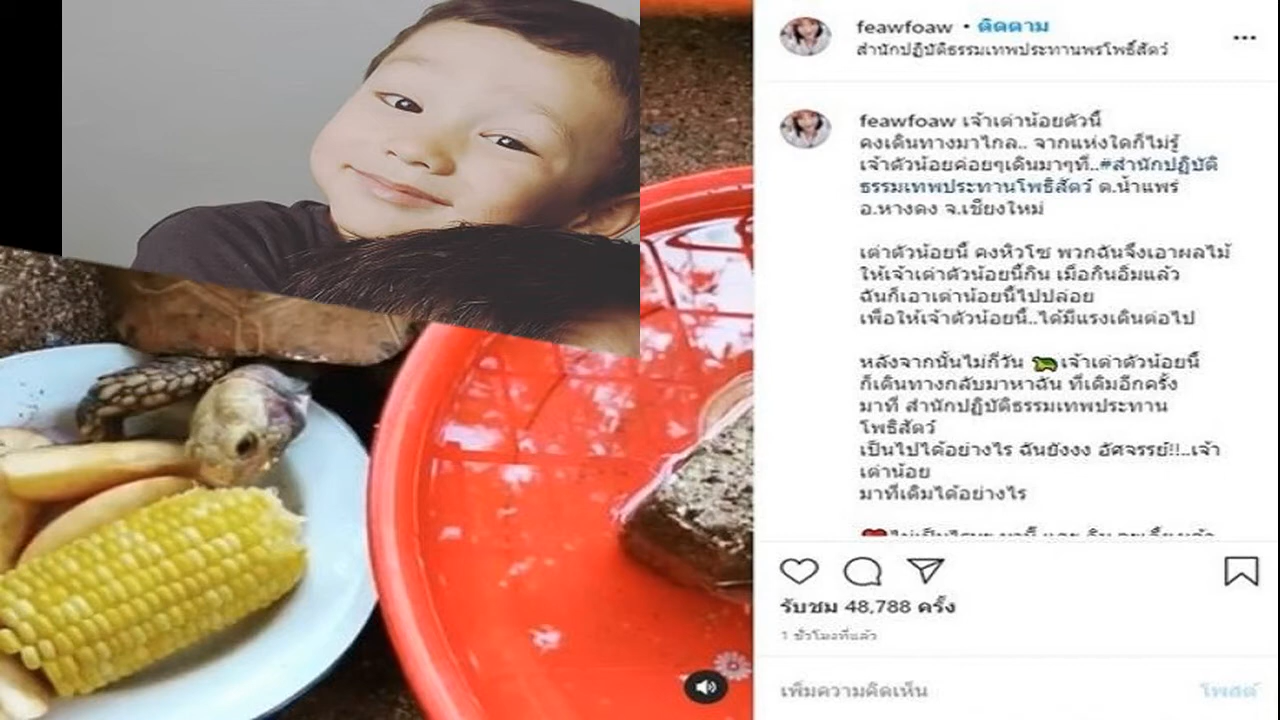 feawfoaw • ติดตาม
สำนักปฏิบัติธรรมเทพประทานพรโพธิ์สัตว์
feawfoaw เจ้าเต่าน้อยตัวนี้
คงเดินทางมาไกล.. จากแห่งใดก็ไม่รู้
เจ้าตัวน้อยค่อยๆเดินมาๆที่..#สำนักปฏิบัติ
ธรรมเทพประทานโพธิสัตว์ ต.น้ำแพร่
อ.หางดง จ.เชียงใหม่
เต่าตัวน้อยนี้ คงหิวโซ พวกฉันจึงเอาผลไม้
ให้เจ้าเต่าตัวน้อยนี้กิน เมื่อกินอิ่มแล้ว
ฉันก็เอาเต่าน้อยนี้ไปปล่อย
เพื่อให้เจ้าตัวน้อยนี้..ได้มีแรงเดินต่อไป
หลังจากนั้นไม่กี่วัน 🐢เจ้าเต่าตัวน้อยนี้
ก็เดินทางกลับมาหาฉัน ที่เดิมอีกครั้ง
มาที่ สำนักปฏิบัติธรรมเทพประทาน
โพธิสัตว์
เป็นไปได้อย่างไร ฉันยังงง อัศจรรย์!!..เจ้า
เต่าน้อย
มาที่เดิมได้อย่างไร
รับชม 48,788 ครั้ง
1 ชั่วโมงที่แล้ว
เพิ่มความคิดเห็น
โพสต์